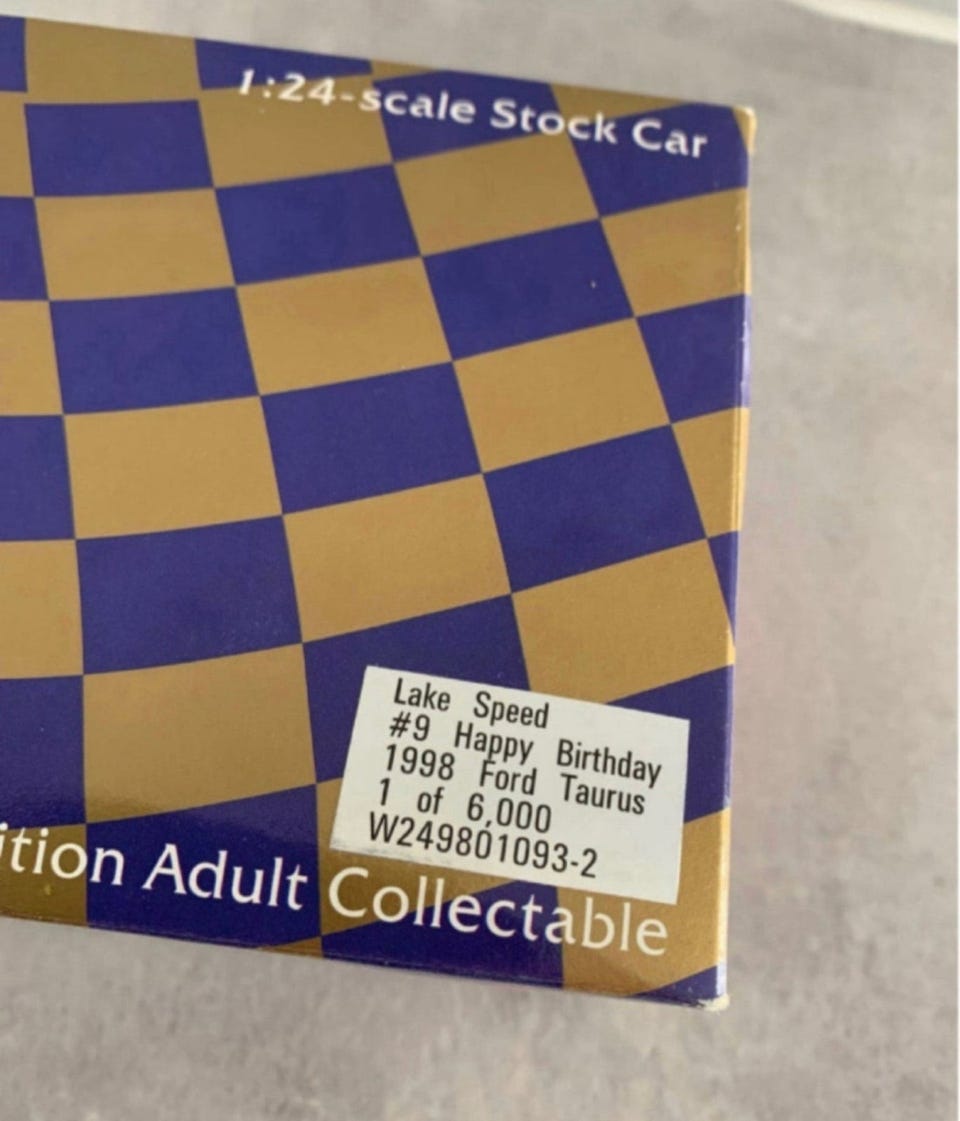 1:24-scale Stock Car
Lake Speed
#9 Happy Birthday
1998 Ford Taurus
1 of 6,000
W249801093-2
ition Adult Collectable